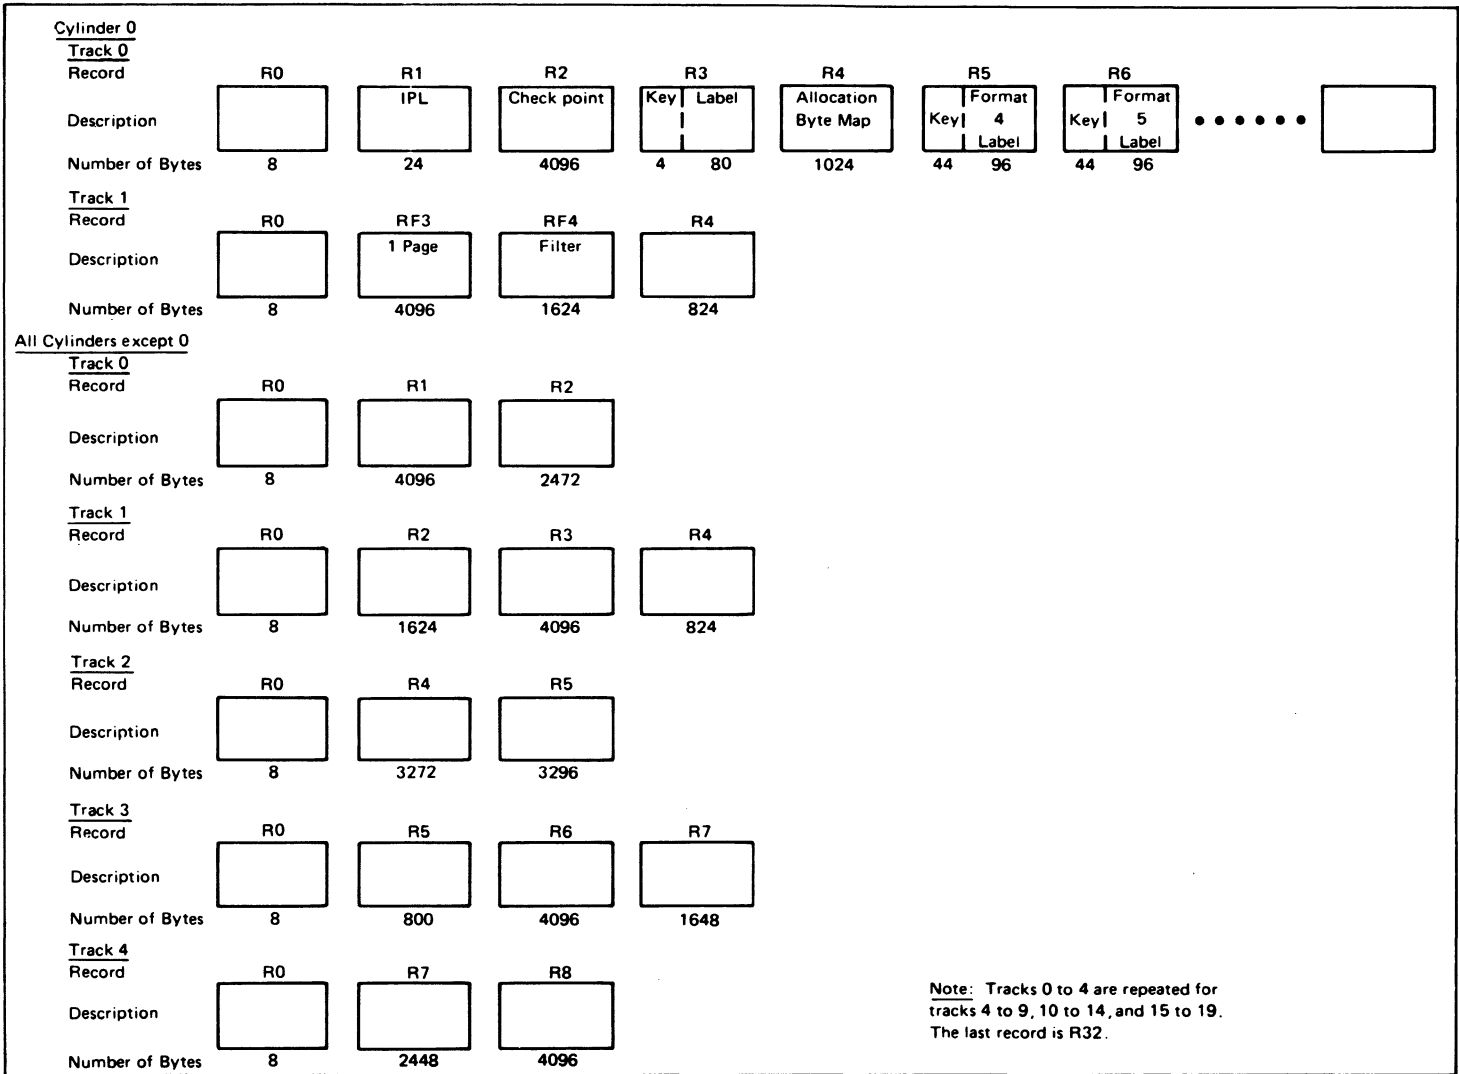 Cylinder 0
Track 0
Record R0 R1 R2 R3 R4 R5 R6
Description IPL Check point Key Label Allocation Byte Map Key Format 4 Label Key Format 5 Label
Number of Bytes 8 24 4096 4 80 1024 44 96 44 96
Track 1
Record R0 RF3 RF4 R4
Description 1 Page Filter
Number of Bytes 8 4096 1624 824
All Cylinders except 0
Track 0
Record R0 R1 R2
Description
Number of Bytes 8 4096 2472
Track 1
Record R0 R2 R3 R4
Description
Number of Bytes 8 1624 4096 824
Track 2
Record R0 R4 R5
Description
Number of Bytes 8 3272 3296
Track 3
Record R0 R5 R6 R7
Description
Number of Bytes 8 800 4096 1648
Track 4
Record R0 R7 R8
Description
Number of Bytes 8 2448 4096
Note: Tracks 0 to 4 are repeated for
tracks 4 to 9, 10 to 14, and 15 to 19.
The last record is R32.